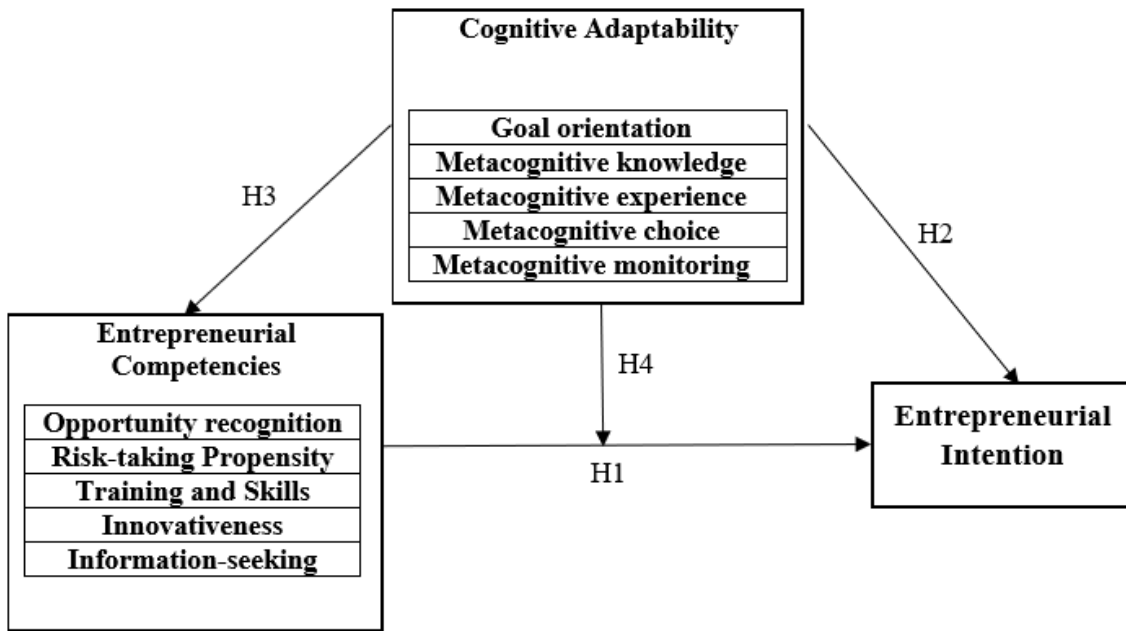 Cognitive Adaptability
Goal orientation
Metacognitive knowledge
Metacognitive experience
Metacognitive choice
Metacognitive monitoring
H3
H2
Entrepreneurial
Competencies
Opportunity recognition
Risk-taking Propensity
Training and Skills
Innovativeness
Information-seeking
H4
H1
Entrepreneurial
Intention